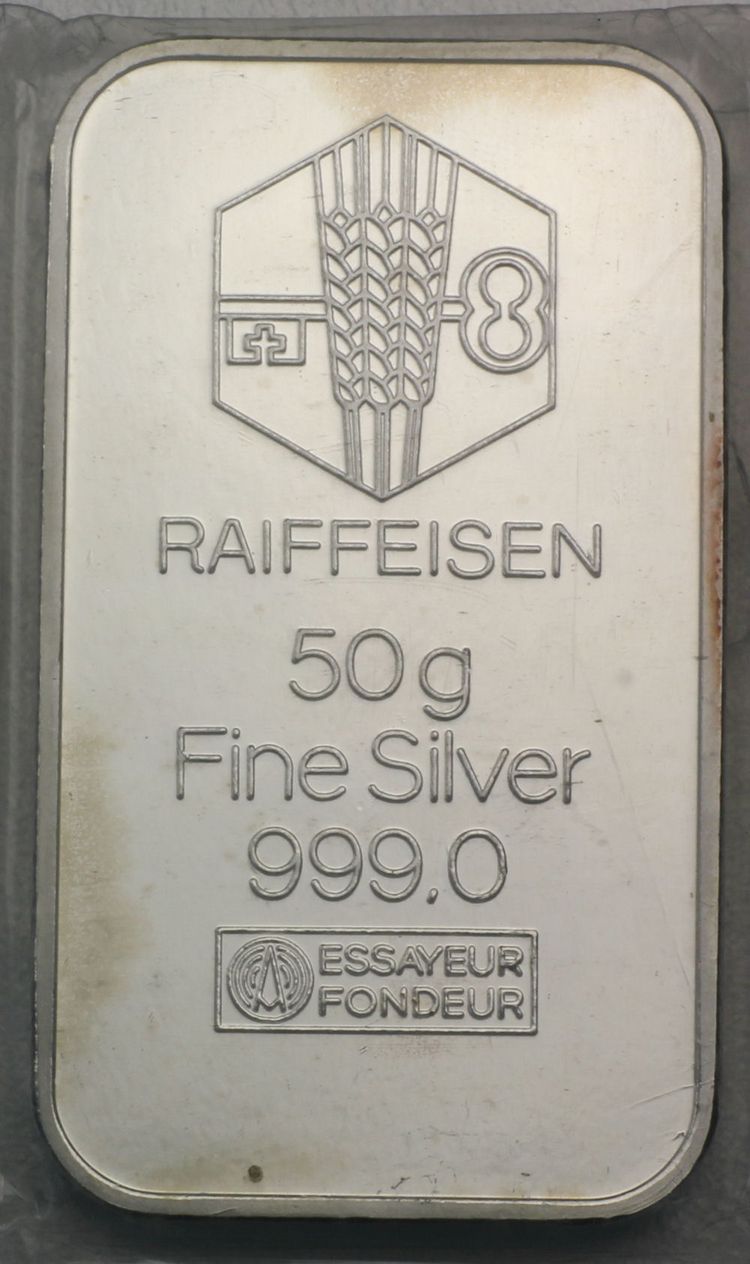 RAIFFEISEN
50g
Fine Silver
999,0
ESSAYEUR
FONDEUR